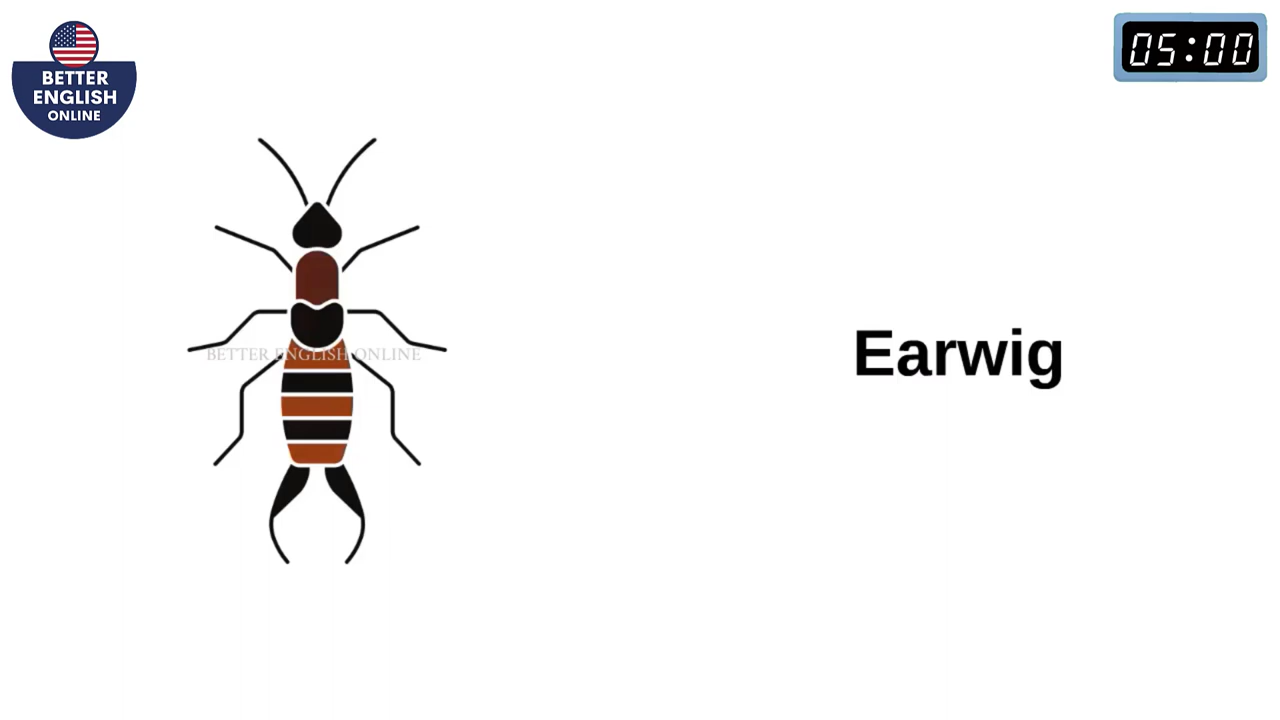 BETTER
ENGLISH
ONLINE
05:00
BETTER ENGLISH ONLINE
Earwig